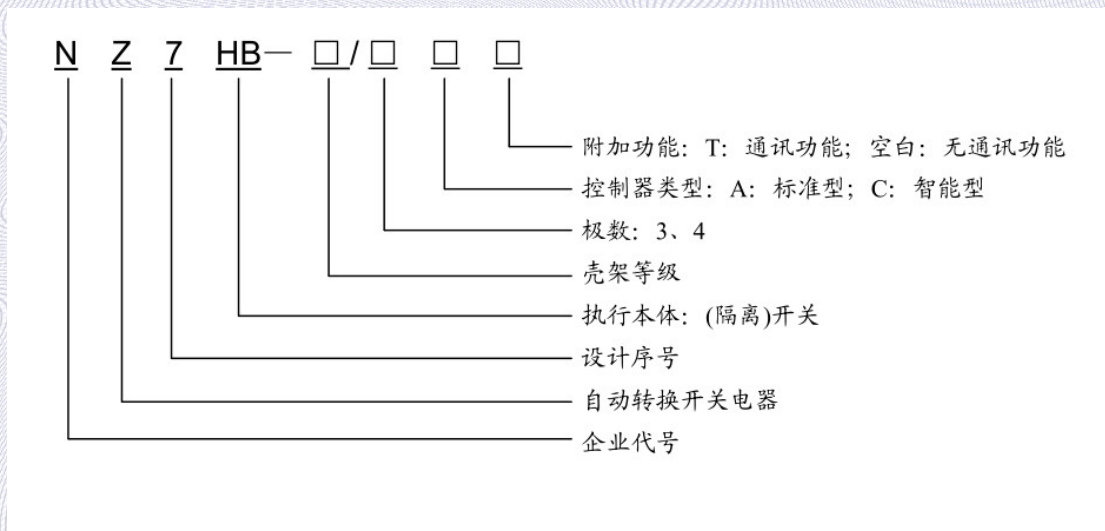 N Z 7 HB— □/□ □ □
附加功能：T：通讯功能；空白：无通讯功能
控制器类型：A：标准型；C：智能型
极数：3、4
壳架等级
执行本体：(隔离)开关
设计序号
自动转换开关电器
企业代号